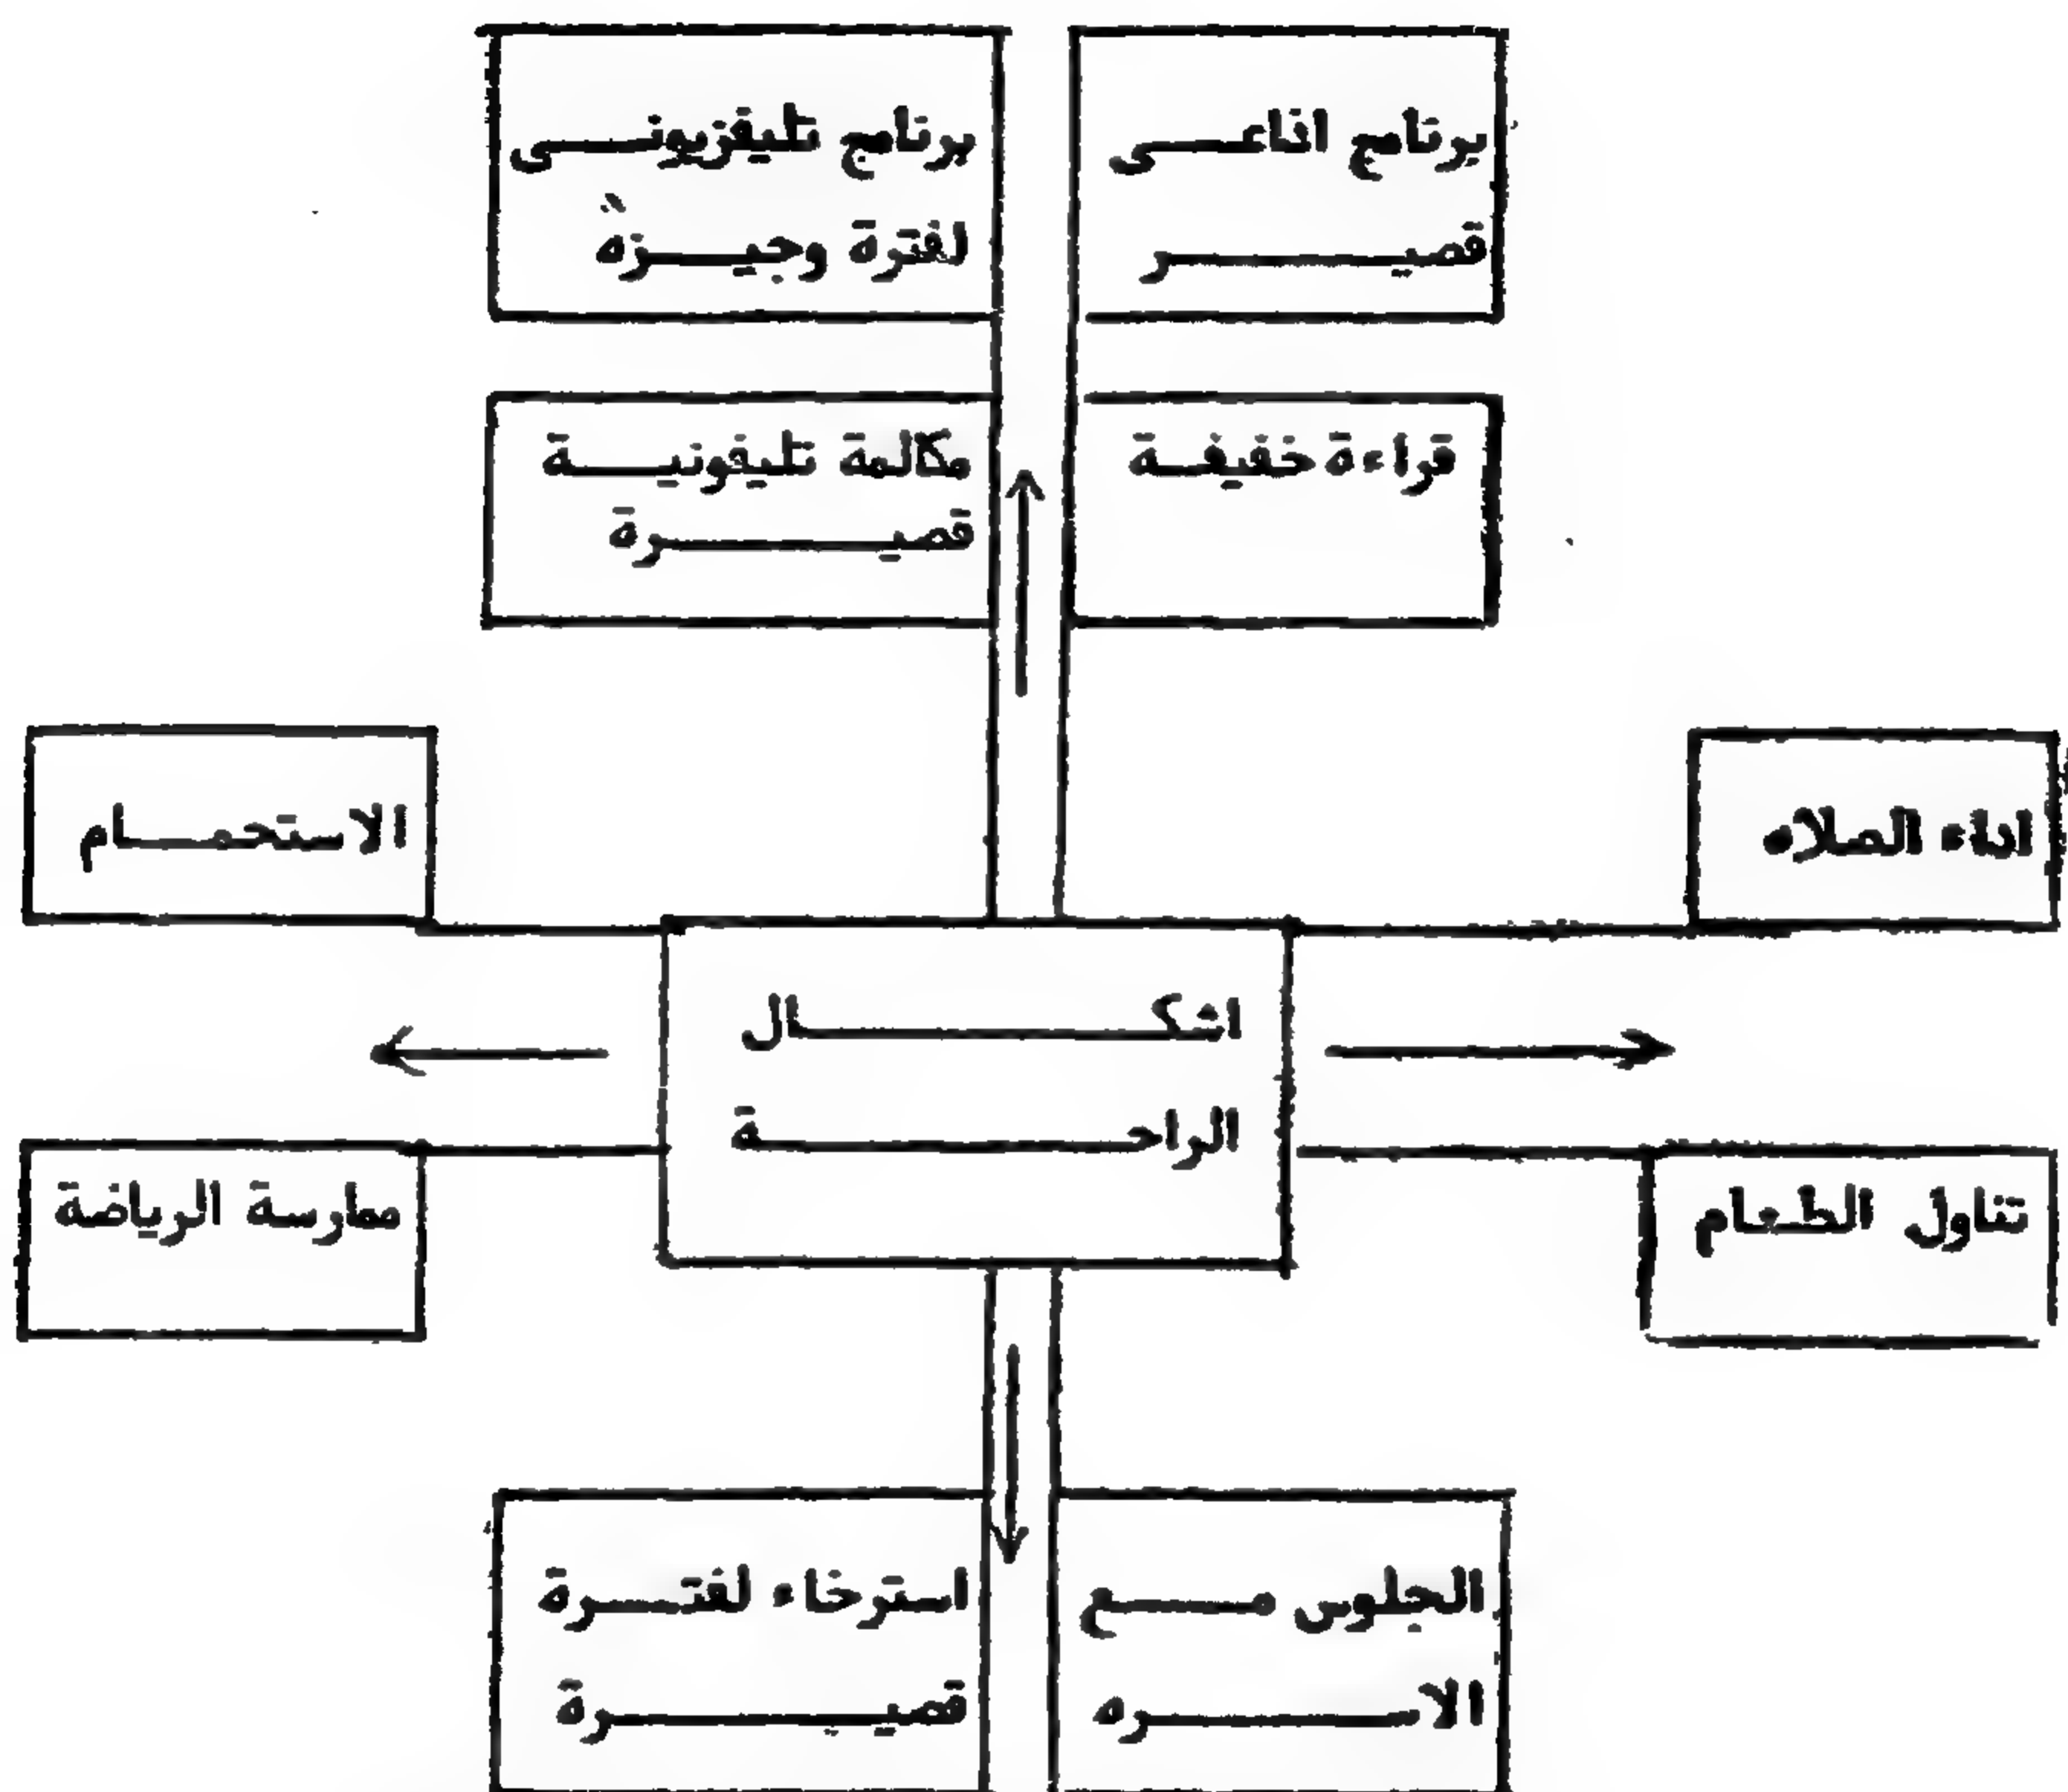 برنامج اذاعى
قصير
برنامج تليفزيونى
لفترة وجيزة
قراءة خفيفة
مكالمة تليفونية
قصيرة
اداء الصلاه
الاستحمام
اشكال
الراحة
تناول الطعام
ممارسة الرياضة
الجلوس مع
الاسره
استرخاء لفترة
قصيرة